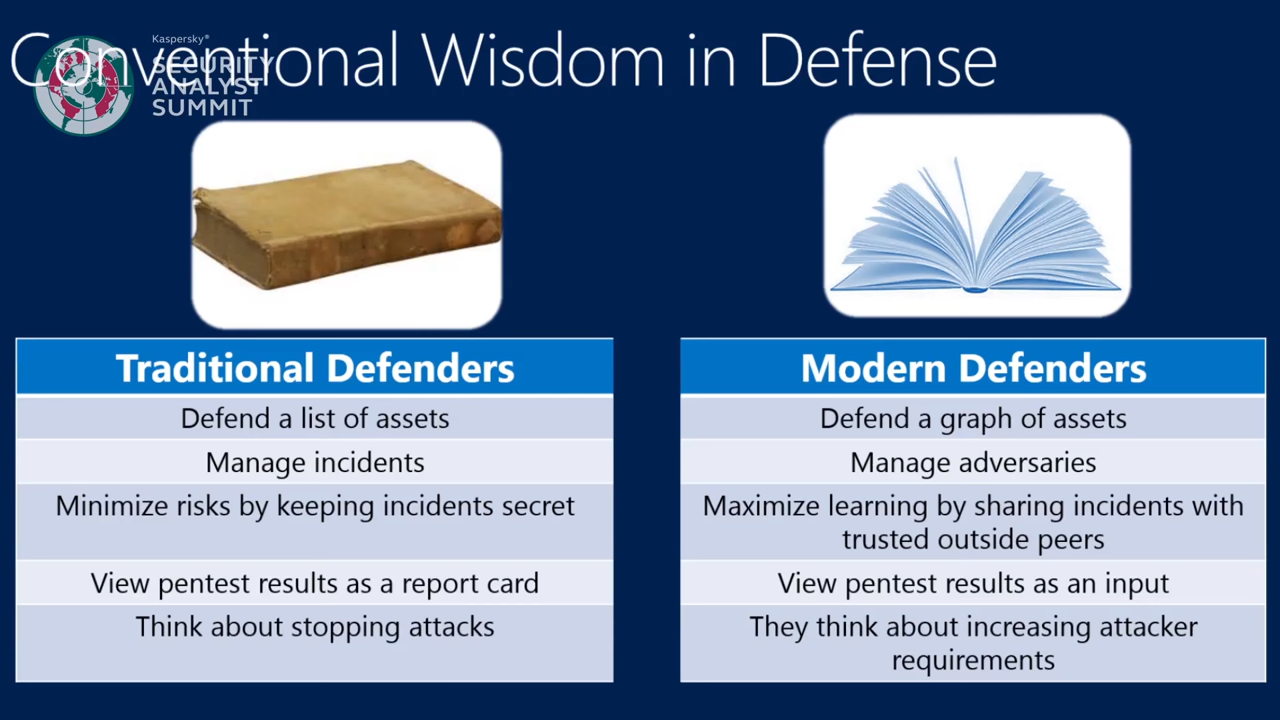 Conventional Wisdom in Defense
Kaspersky®
SECURITY
ANALYST
SUMMIT
Traditional Defenders
Defend a list of assets
Manage incidents
Minimize risks by keeping incidents secret
View pentest results as a report card
Think about stopping attacks
Modern Defenders
Defend a graph of assets
Manage adversaries
Maximize learning by sharing incidents with
trusted outside peers
View pentest results as an input
They think about increasing attacker
requirements